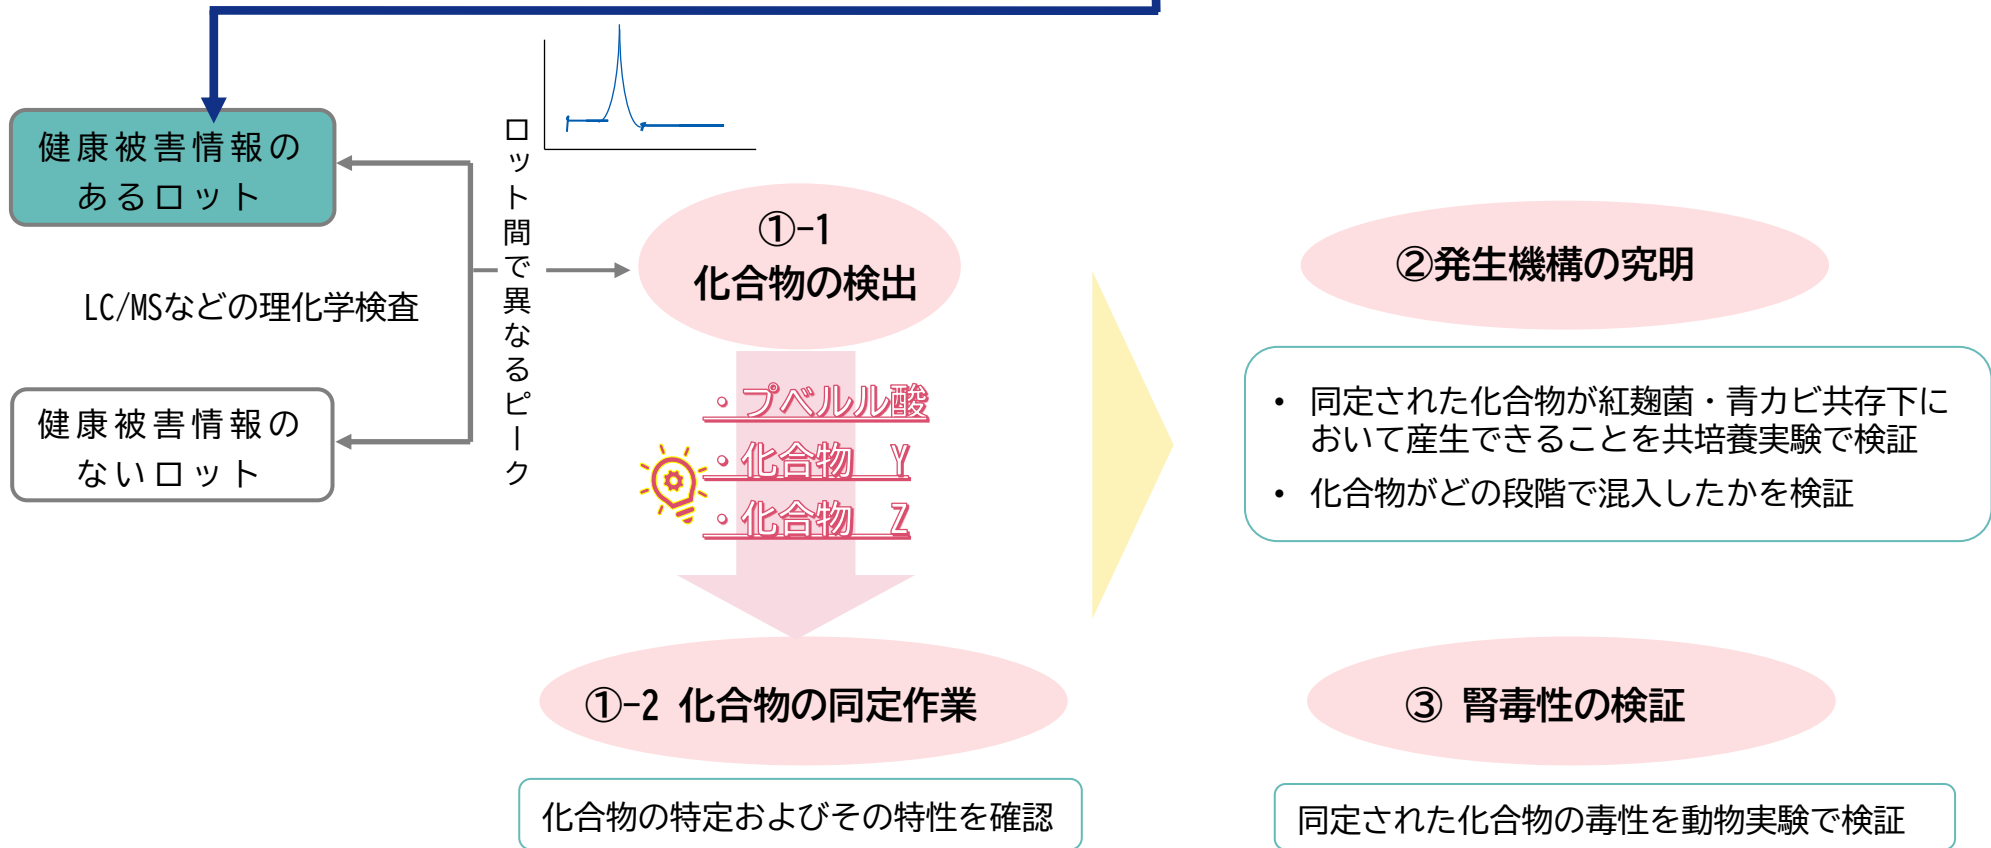 健康被害情報の
あるロット
LC/MSなどの理化学検査
健康被害情報の
ないロット
ロット間で異なるピーク
①-1
化合物の検出
・プベルル酸
・化合物　Y
・化合物　Z
①-2 化合物の同定作業
化合物の特定およびその特性を確認
②発生機構の究明
• 同定された化合物が紅麹菌・青カビ共存下に
おいて産生できることを共培養実験で検証
• 化合物がどの段階で混入したかを検証
③ 腎毒性の検証
同定された化合物の毒性を動物実験で検証